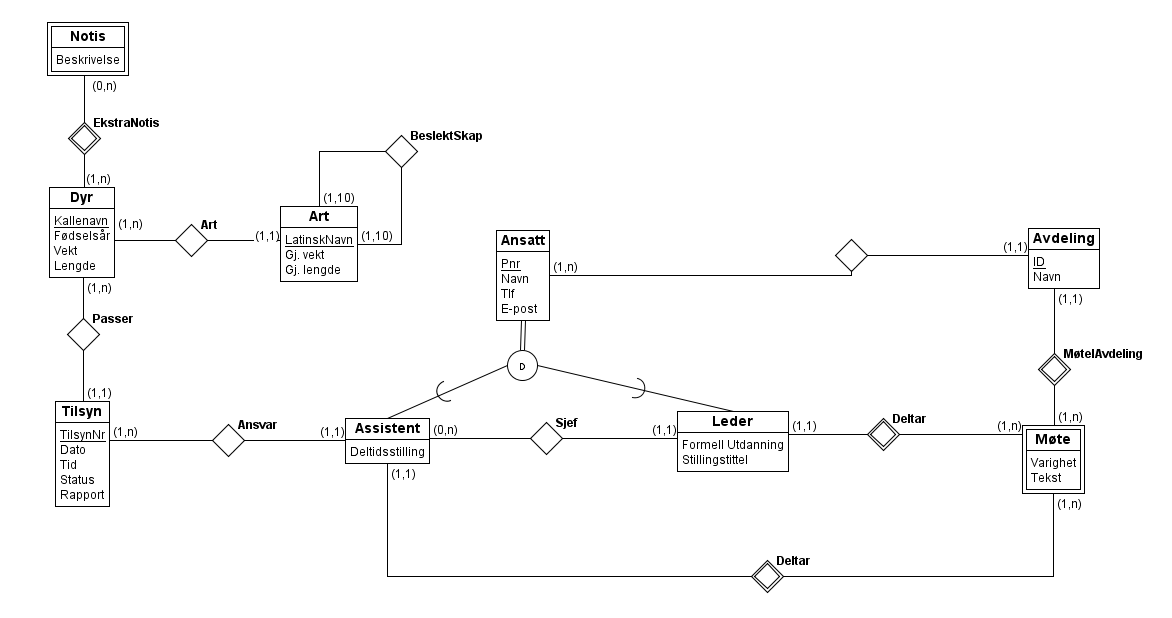 Notis
Beskrivelse
(0,n)
EkstraNotis
(1,n)
Dyr
Kallenavn
Fødselsår
Vekt
Lengde
(1,n)
Art
(1,1)
BeslektSkap
(1,10)
Art
LatinskNavn
Gj. vekt
Gj. lengde
(1,10)
(1,n)
Passer
(1,1)
Tilsyn
TilsynNr
Dato
Tid
Status
Rapport
(1,n)
Ansvar
(1,1)
Ansatt
Pnr
Navn
Tlf
E-post
(1,n)
(1,1)
Avdeling
ID
Navn
(1,1)
MøteIAvdeling
(1,n)
D
Assistent
Deltidsstilling
(0,n)
Sjef
(1,1)
Leder
Formell Utdanning
Stillingstittel
(1,1)
Deltar
(1,n)
Møte
Varighet
Tekst
(1,1)
(1,n)
Deltar